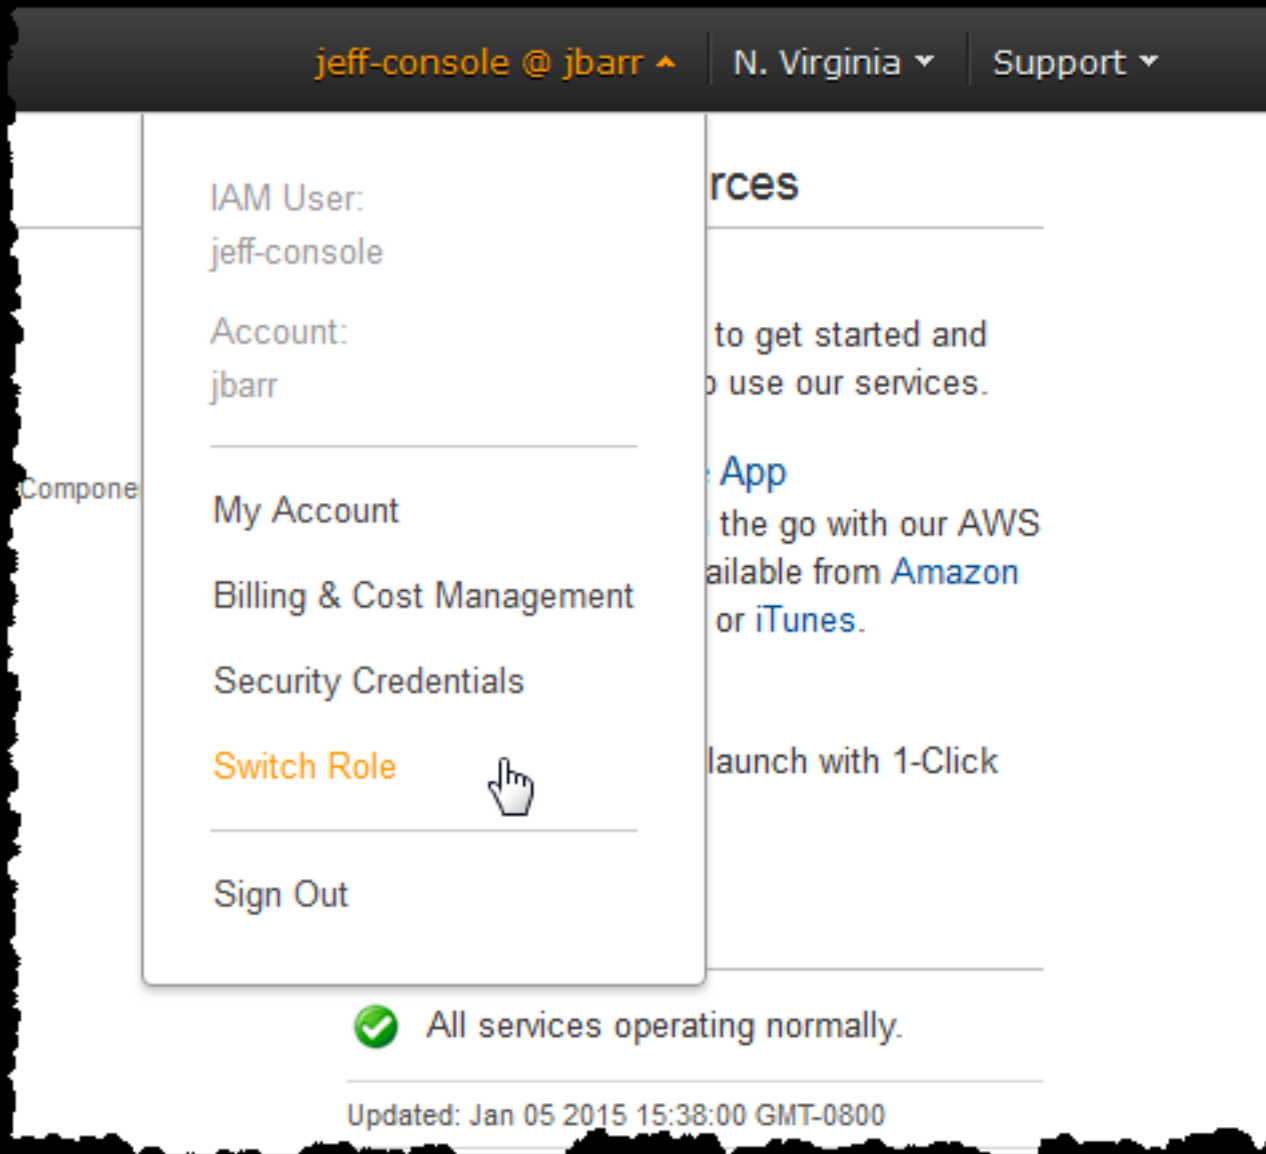 jeff-console @ jbarr N. Virginia Support
IAM User:
jeff-console
Account:
jbarr
My Account
Billing & Cost Management
Security Credentials
Switch Role
Sign Out
rces
to get started and
use our services.
App
the go with our AWS
ailable from Amazon
or iTunes.
launch with 1-Click
Compone
All services operating normally.
Updated: Jan 05 2015 15:38:00 GMT-0800